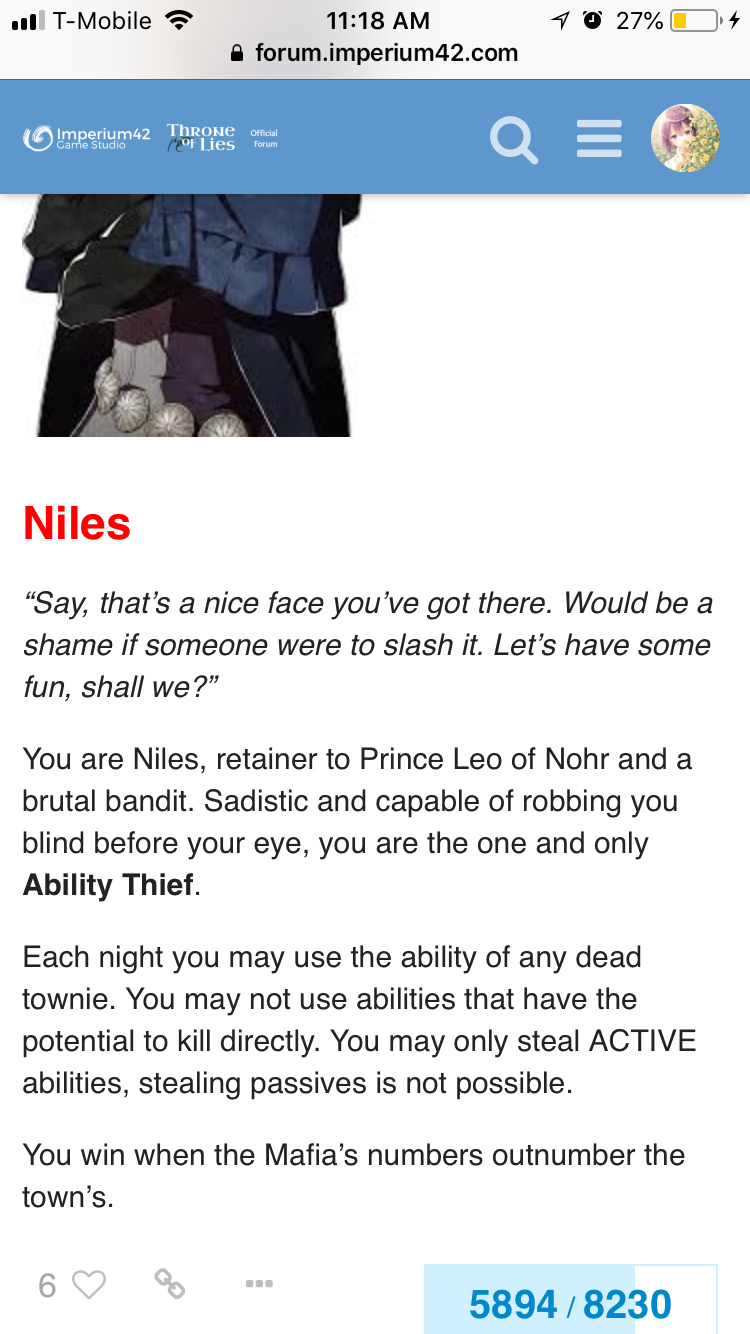 T-Mobile 11:18 AM 27%
forum.imperium42.com
Imperium42 THRONE Official
Game Studio OF LIES Forum
Niles
“Say, that’s a nice face you’ve got there. Would be a
shame if someone were to slash it. Let’s have some
fun, shall we?”
You are Niles, retainer to Prince Leo of Nohr and a
brutal bandit. Sadistic and capable of robbing you
blind before your eye, you are the one and only
Ability Thief.
Each night you may use the ability of any dead
townie. You may not use abilities that have the
potential to kill directly. You may only steal ACTIVE
abilities, stealing passives is not possible.
You win when the Mafia’s numbers outnumber the
town’s.
6 5894 / 8230